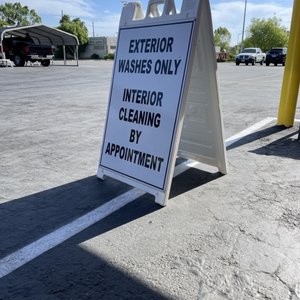 EXTERIOR
WASHES ONLY
INTERIOR
CLEANING
BY
APPOINTMENT